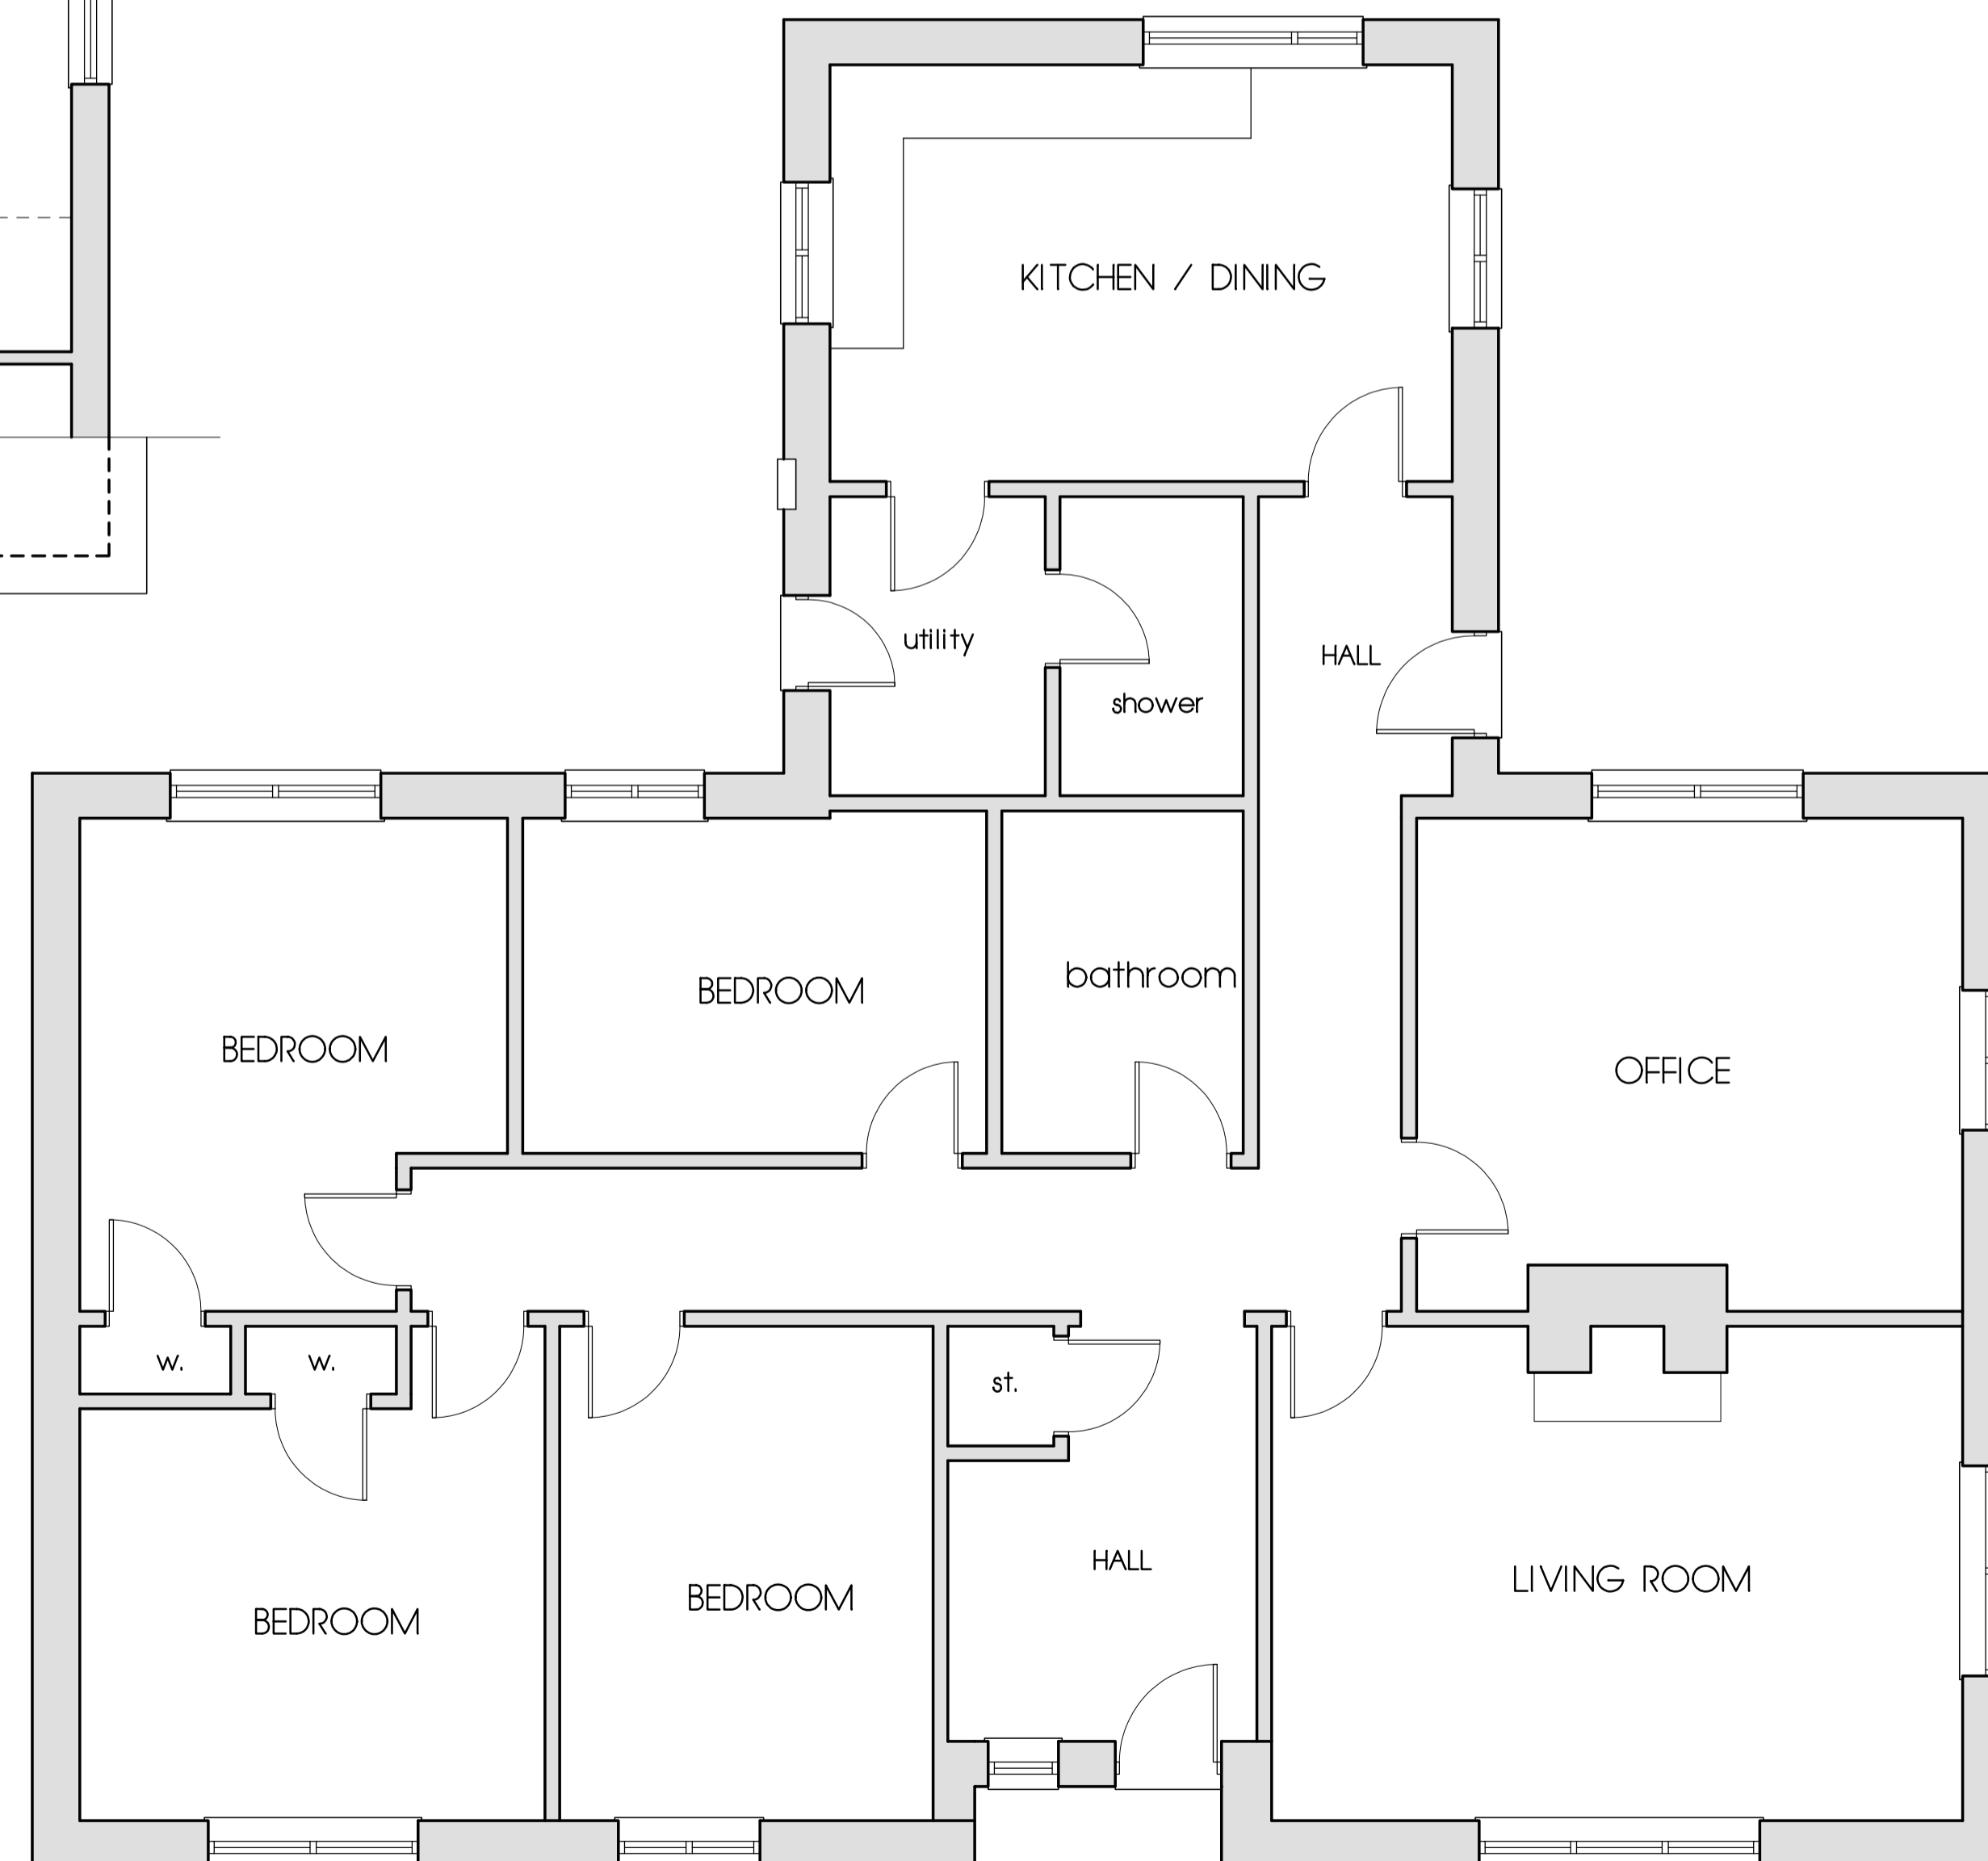 KITCHEN / DINING
utility
HALL
shower
bathroom
BEDROOM
BEDROOM
OFFICE
w.
w.
st.
HALL
LIVING ROOM
BEDROOM
BEDROOM